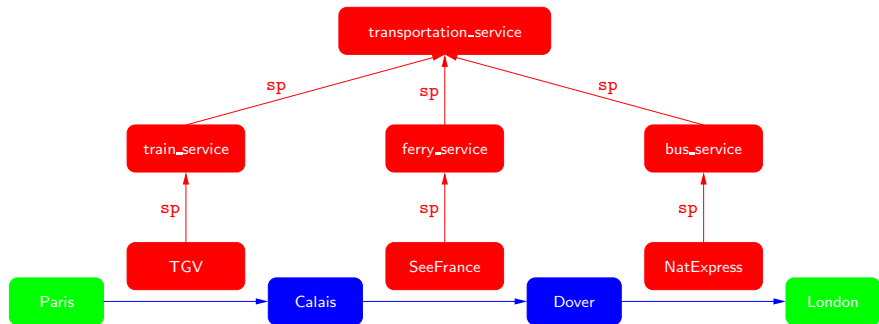 transportation_service
sp
sp
sp
train_service
ferry_service
bus_service
sp
sp
sp
TGV
SeeFrance
NatExpress
Paris
Calais
Dover
London